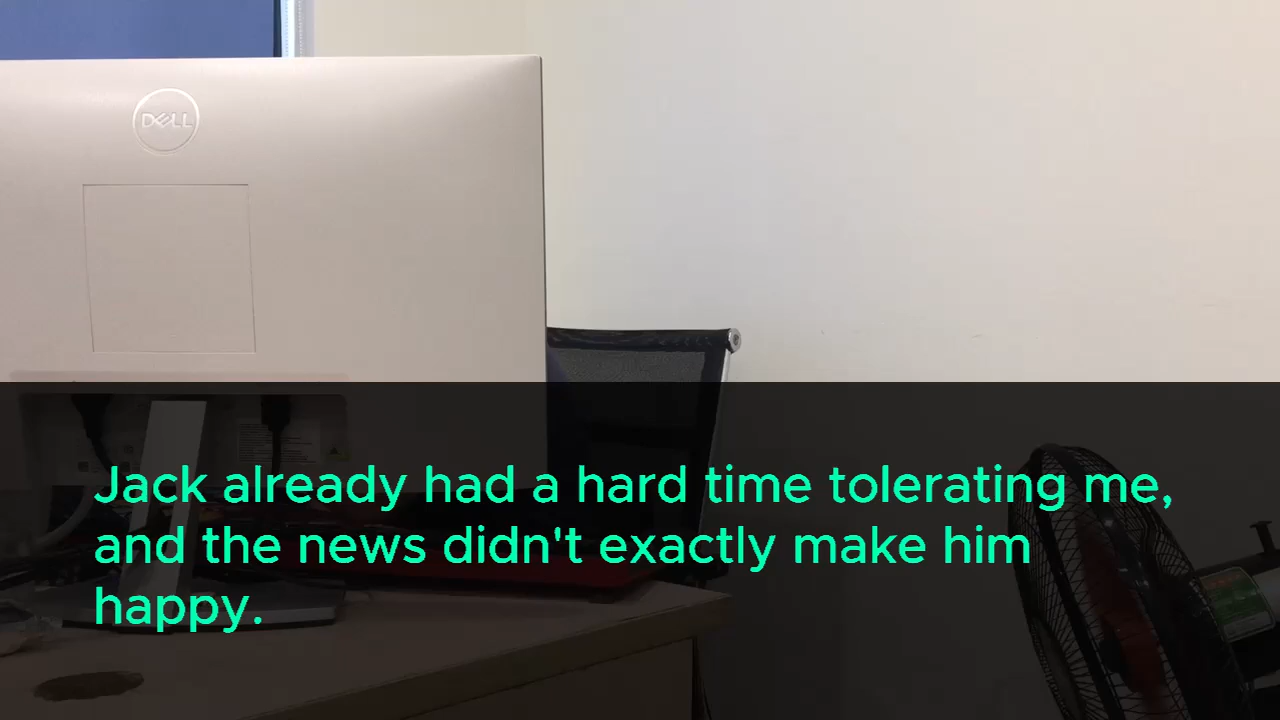 DELL
Jack already had a hard time tolerating me,
and the news didn't exactly make him
happy.